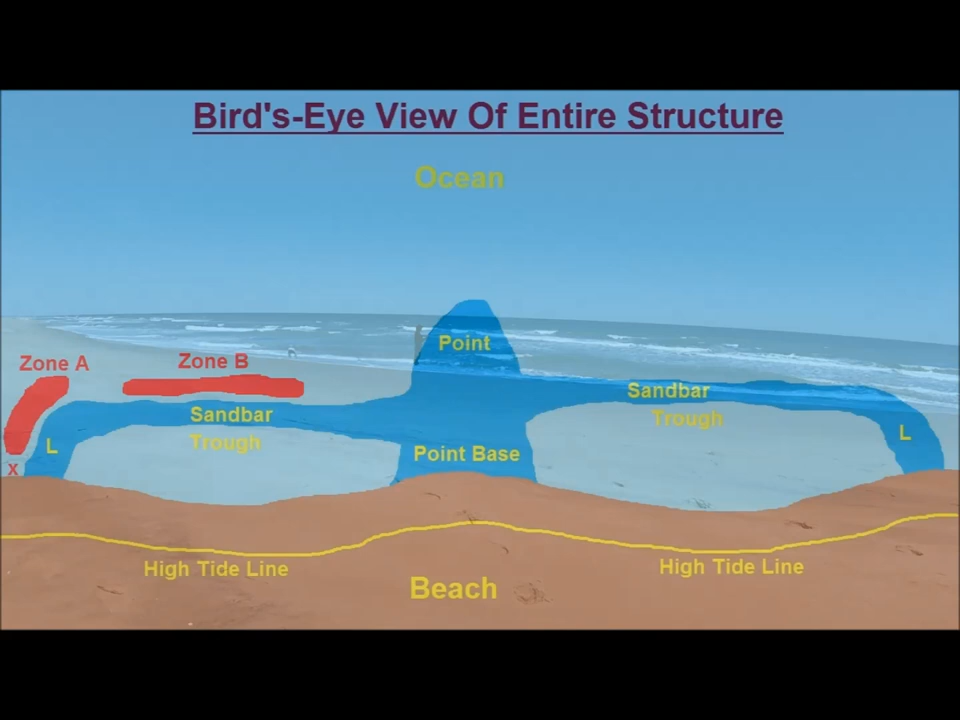 Bird's-Eye View Of Entire Structure
Ocean
Point
Zone A
Zone B
Sandbar
Trough
Sandbar
Trough
L
L
Point Base
x
High Tide Line
High Tide Line
Beach